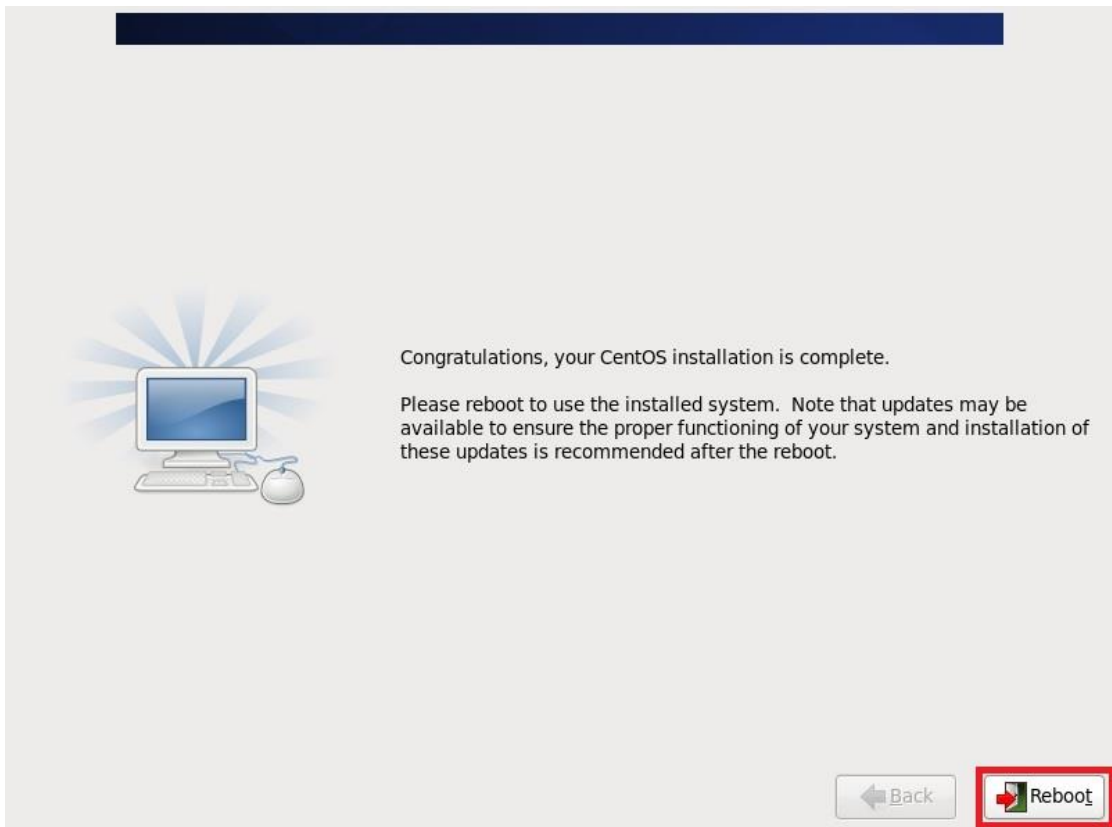 Congratulations, your CentOS installation is complete.
Please reboot to use the installed system.  Note that updates may be
available to ensure the proper functioning of your system and installation of
these updates is recommended after the reboot.
Back
Reboot